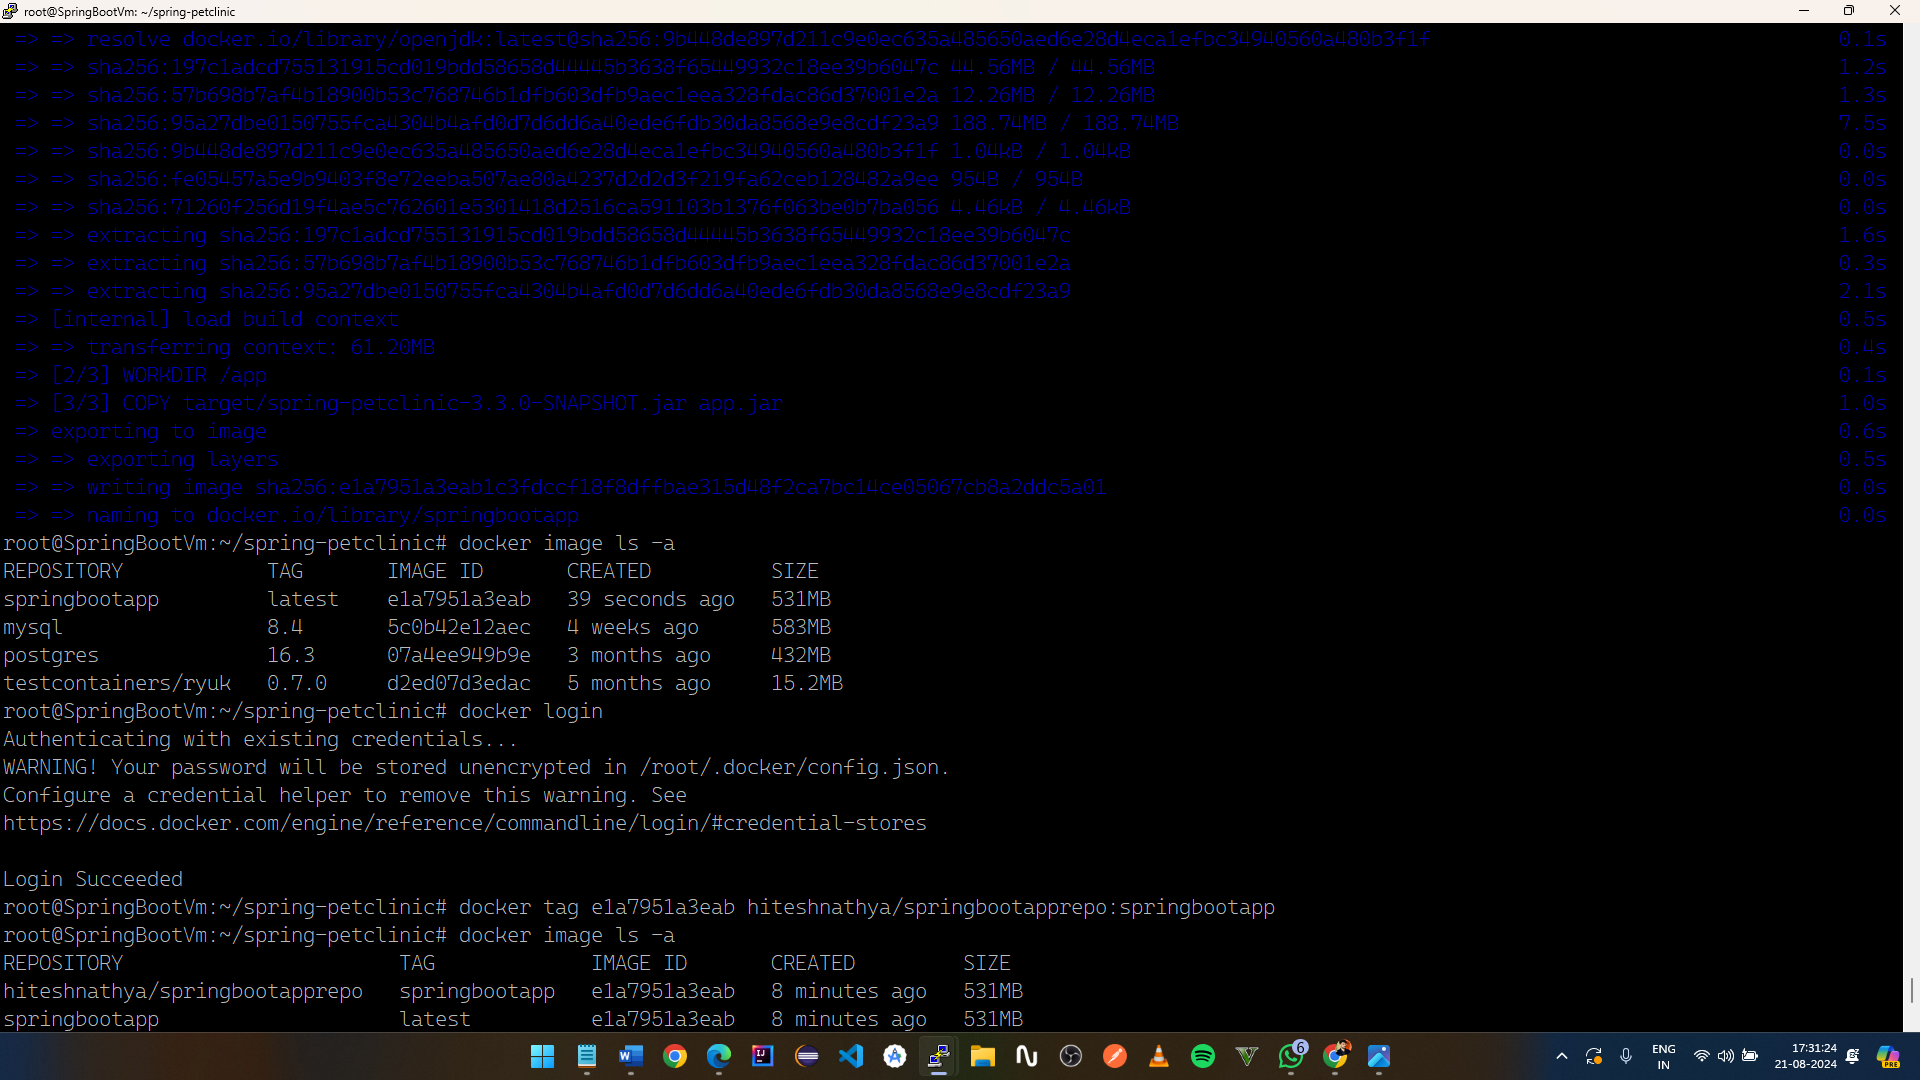 root@SpringBootVm: ~/spring-petclinic
=> => resolve docker.io/library/openjdk:latest@sha256:9b448de897d211c9e0ec635a485650aed6e28d4eca1efbc34940560a480b3f1f 0.1s
=> => sha256:197c1adcd755131915cd019bdd58658d44445b3638f65449932c18ee39b6047c 44.56MB / 44.56MB 1.2s
=> => sha256:57b698b7af4b18900b53c768746b1dfb603dfb9aec1eea328fdac86d37001e2a 12.26MB / 12.26MB 1.3s
=> => sha256:95a27dbe0150755fca4304b4afd0d7d6dd6a40ede6fdb30da8568e9e8cdf23a9 188.74MB / 188.74MB 7.5s
=> => sha256:9b448de897d211c9e0ec635a485650aed6e28d4eca1efbc34940560a480b3f1f 1.04kB / 1.04kB 0.0s
=> => sha256:fe05457a5e9b9403f8e72eeba507ae80a4237d2d2d3f219fa62ceb128482a9ee 954B / 954B 0.0s
=> => sha256:71260f256d19f4ae5c762601e5301418d2516ca591103b1376f063be0b7ba056 4.46kB / 4.46kB 0.0s
=> => extracting sha256:197c1adcd755131915cd019bdd58658d44445b3638f65449932c18ee39b6047c 1.6s
=> => extracting sha256:57b698b7af4b18900b53c768746b1dfb603dfb9aec1eea328fdac86d37001e2a 0.3s
=> => extracting sha256:95a27dbe0150755fca4304b4afd0d7d6dd6a40ede6fdb30da8568e9e8cdf23a9 2.1s
=> [internal] load build context 0.5s
=> => transferring context: 61.20MB 0.4s
=> [2/3] WORKDIR /app 0.1s
=> [3/3] COPY target/spring-petclinic-3.3.0-SNAPSHOT.jar app.jar 1.0s
=> exporting to image 0.6s
=> => exporting layers 0.5s
=> => writing image sha256:e1a7951a3eab1c3fdccf18f8dffbae315d48f2ca7bc14ce05067cb8a2ddc5a01 0.0s
=> => naming to docker.io/library/springbootapp 0.0s
root@SpringBootVm:~/spring-petclinic# docker image ls -a
REPOSITORY TAG IMAGE ID CREATED SIZE
springbootapp latest e1a7951a3eab 39 seconds ago 531MB
mysql 8.4 5c0b42e12aec 4 weeks ago 583MB
postgres 16.3 07a4ee949b9e 3 months ago 432MB
testcontainers/ryuk 0.7.0 d2ed07d3edac 5 months ago 15.2MB
root@SpringBootVm:~/spring-petclinic# docker login
Authenticating with existing credentials...
WARNING! Your password will be stored unencrypted in /root/.docker/config.json.
Configure a credential helper to remove this warning. See
https://docs.docker.com/engine/reference/commandline/login/#credential-stores
Login Succeeded
root@SpringBootVm:~/spring-petclinic# docker tag e1a7951a3eab hiteshnathya/springbootapprepo:springbootapp
root@SpringBootVm:~/spring-petclinic# docker image ls -a
REPOSITORY TAG IMAGE ID CREATED SIZE
hiteshnathya/springbootapprepo springbootapp e1a7951a3eab 8 minutes ago 531MB
springbootapp latest e1a7951a3eab 8 minutes ago 531MB
6
ENG
IN
17:31:24
21-08-2024
PRE